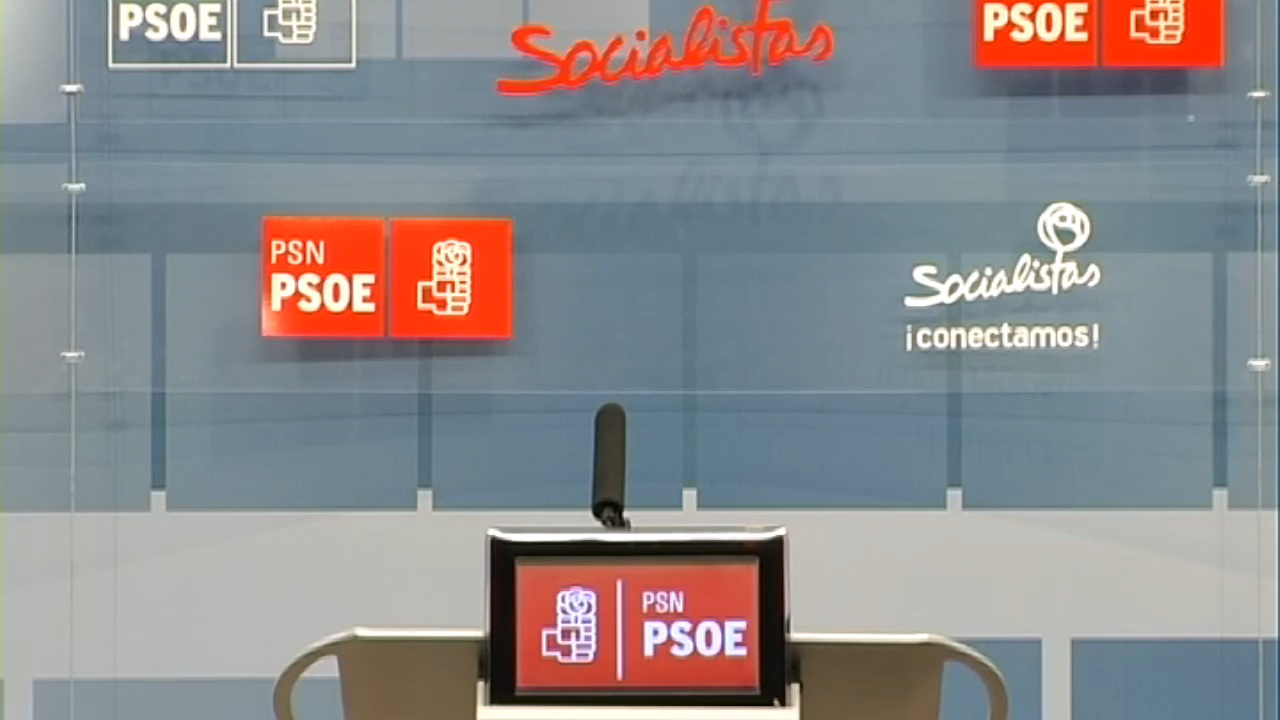 PSOE
Socialistas
PSOE
PSN
PSOE
Socialistas
¡conectamos!
PSN
PSOE